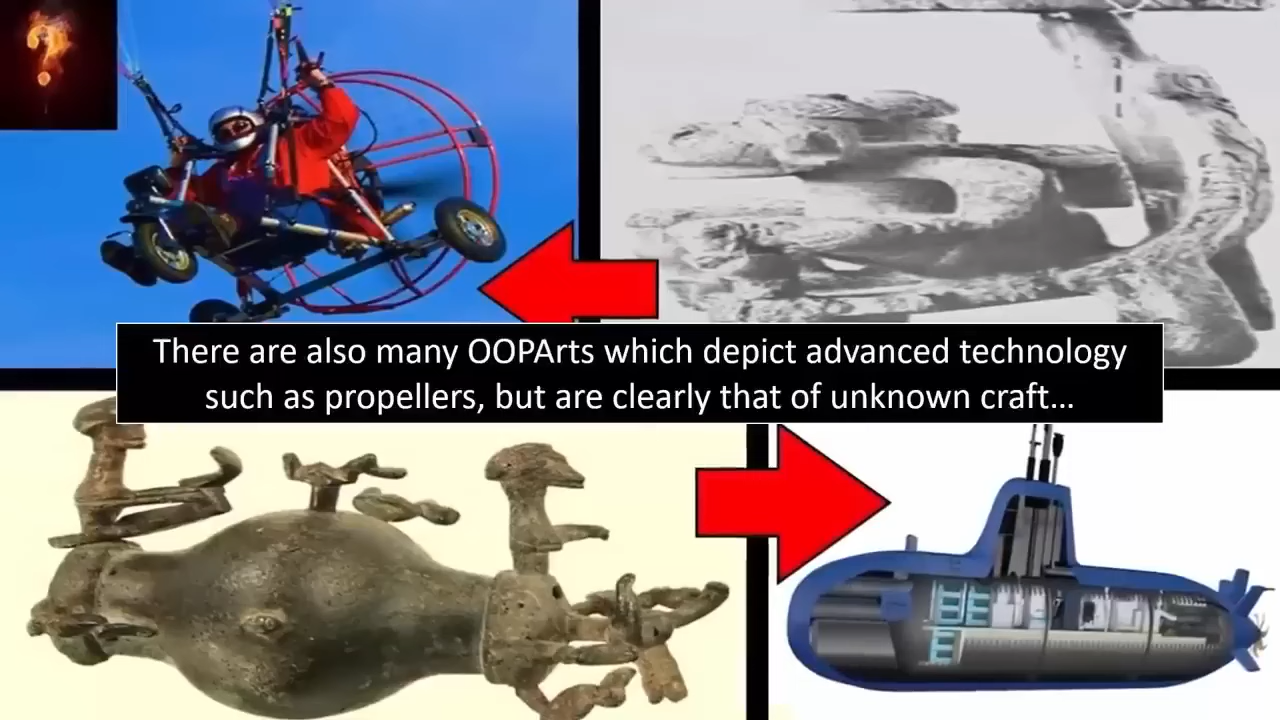 There are also many OOPArts which depict advanced technology
such as propellers, but are clearly that of unknown craft...